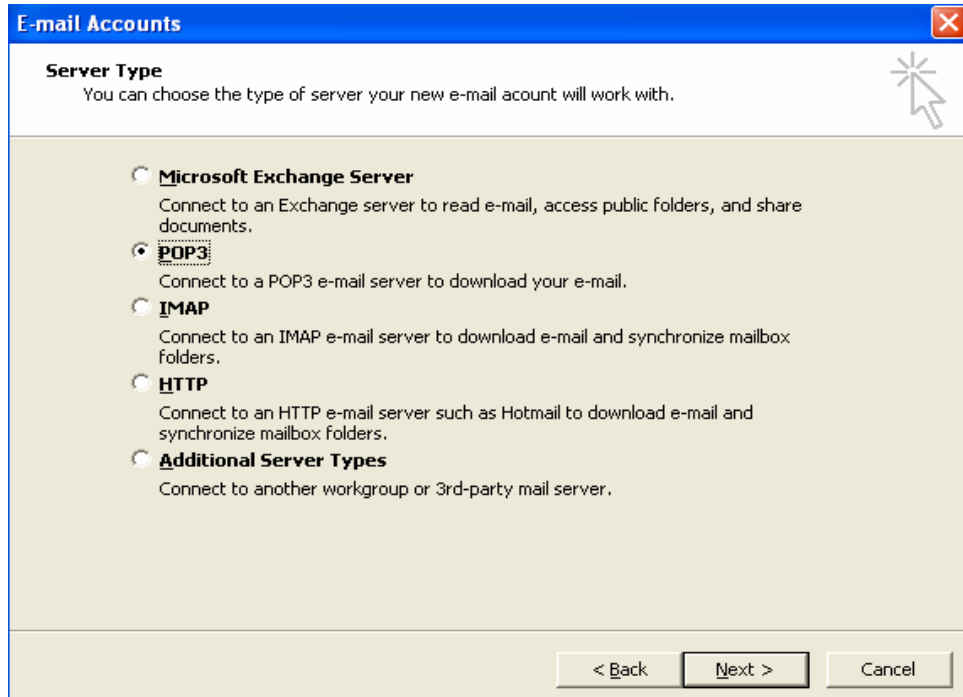 E-mail Accounts
Server Type
You can choose the type of server your new e-mail acount will work with.
Microsoft Exchange Server
Connect to an Exchange server to read e-mail, access public folders, and share
documents.
POP3
Connect to a POP3 e-mail server to download your e-mail.
IMAP
Connect to an IMAP e-mail server to download e-mail and synchronize mailbox
folders.
HTTP
Connect to an HTTP e-mail server such as Hotmail to download e-mail and
synchronize mailbox folders.
Additional Server Types
Connect to another workgroup or 3rd-party mail server.
< Back Next > Cancel